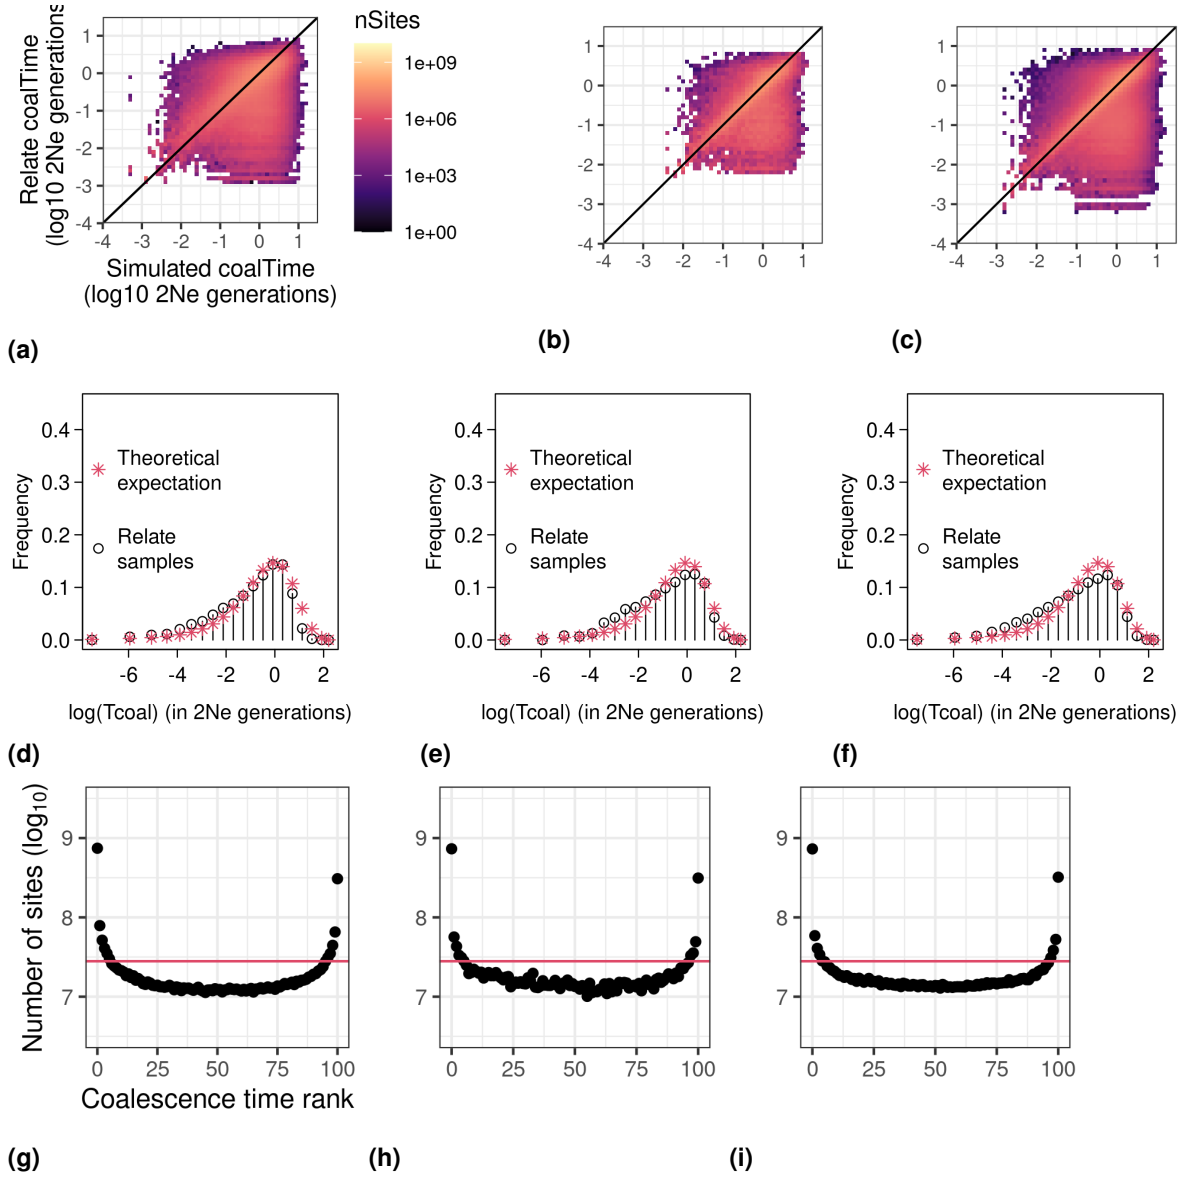 Relate coalTime
(log10 2Ne generations)
1
0
-1
-2
-3
-4
-4 -3 -2 -1 0 1
Simulated coalTime
(log10 2Ne generations)
nSites
1e+09
1e+06
1e+03
1e+00
1
0
-1
-2
-3
-4
-4 -3 -2 -1 0 1
1
0
-1
-2
-3
-4
-4 -3 -2 -1 0 1
(a)
(b)
(c)
Frequency
0.4
0.3
0.2
0.1
0.0
Theoretical
expectation
Relate
samples
-6 -4 -2 0 2
log(Tcoal) (in 2Ne generations)
Frequency
0.4
0.3
0.2
0.1
0.0
Theoretical
expectation
Relate
samples
-6 -4 -2 0 2
log(Tcoal) (in 2Ne generations)
Frequency
0.4
0.3
0.2
0.1
0.0
Theoretical
expectation
Relate
samples
-6 -4 -2 0 2
log(Tcoal) (in 2Ne generations)
(d)
(e)
(f)
Number of sites (log10)
9
8
7
0 25 50 75 100
Coalescence time rank
9
8
7
0 25 50 75 100
9
8
7
0 25 50 75 100
(g)
(h)
(i)